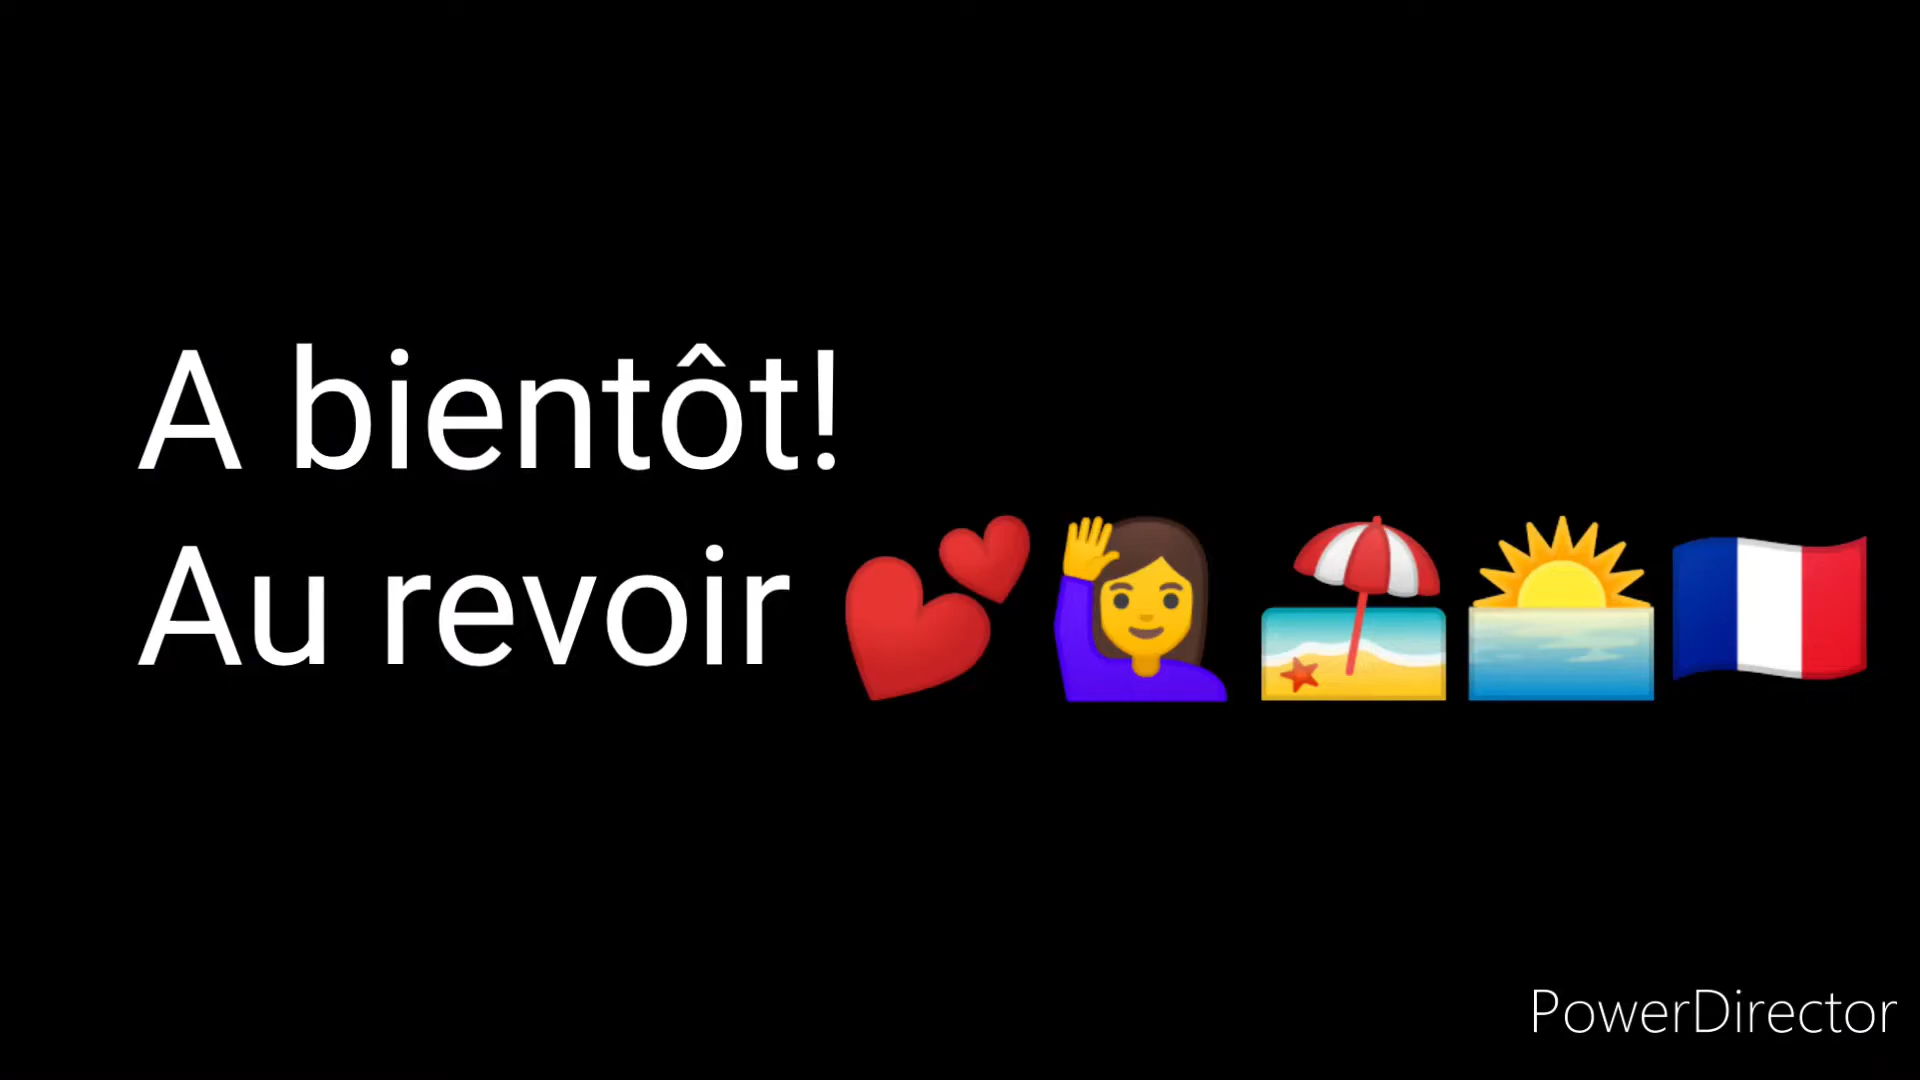 A bientôt!
Au revoir 💕🙋‍♀️🏖️🌅🇫🇷
PowerDirector